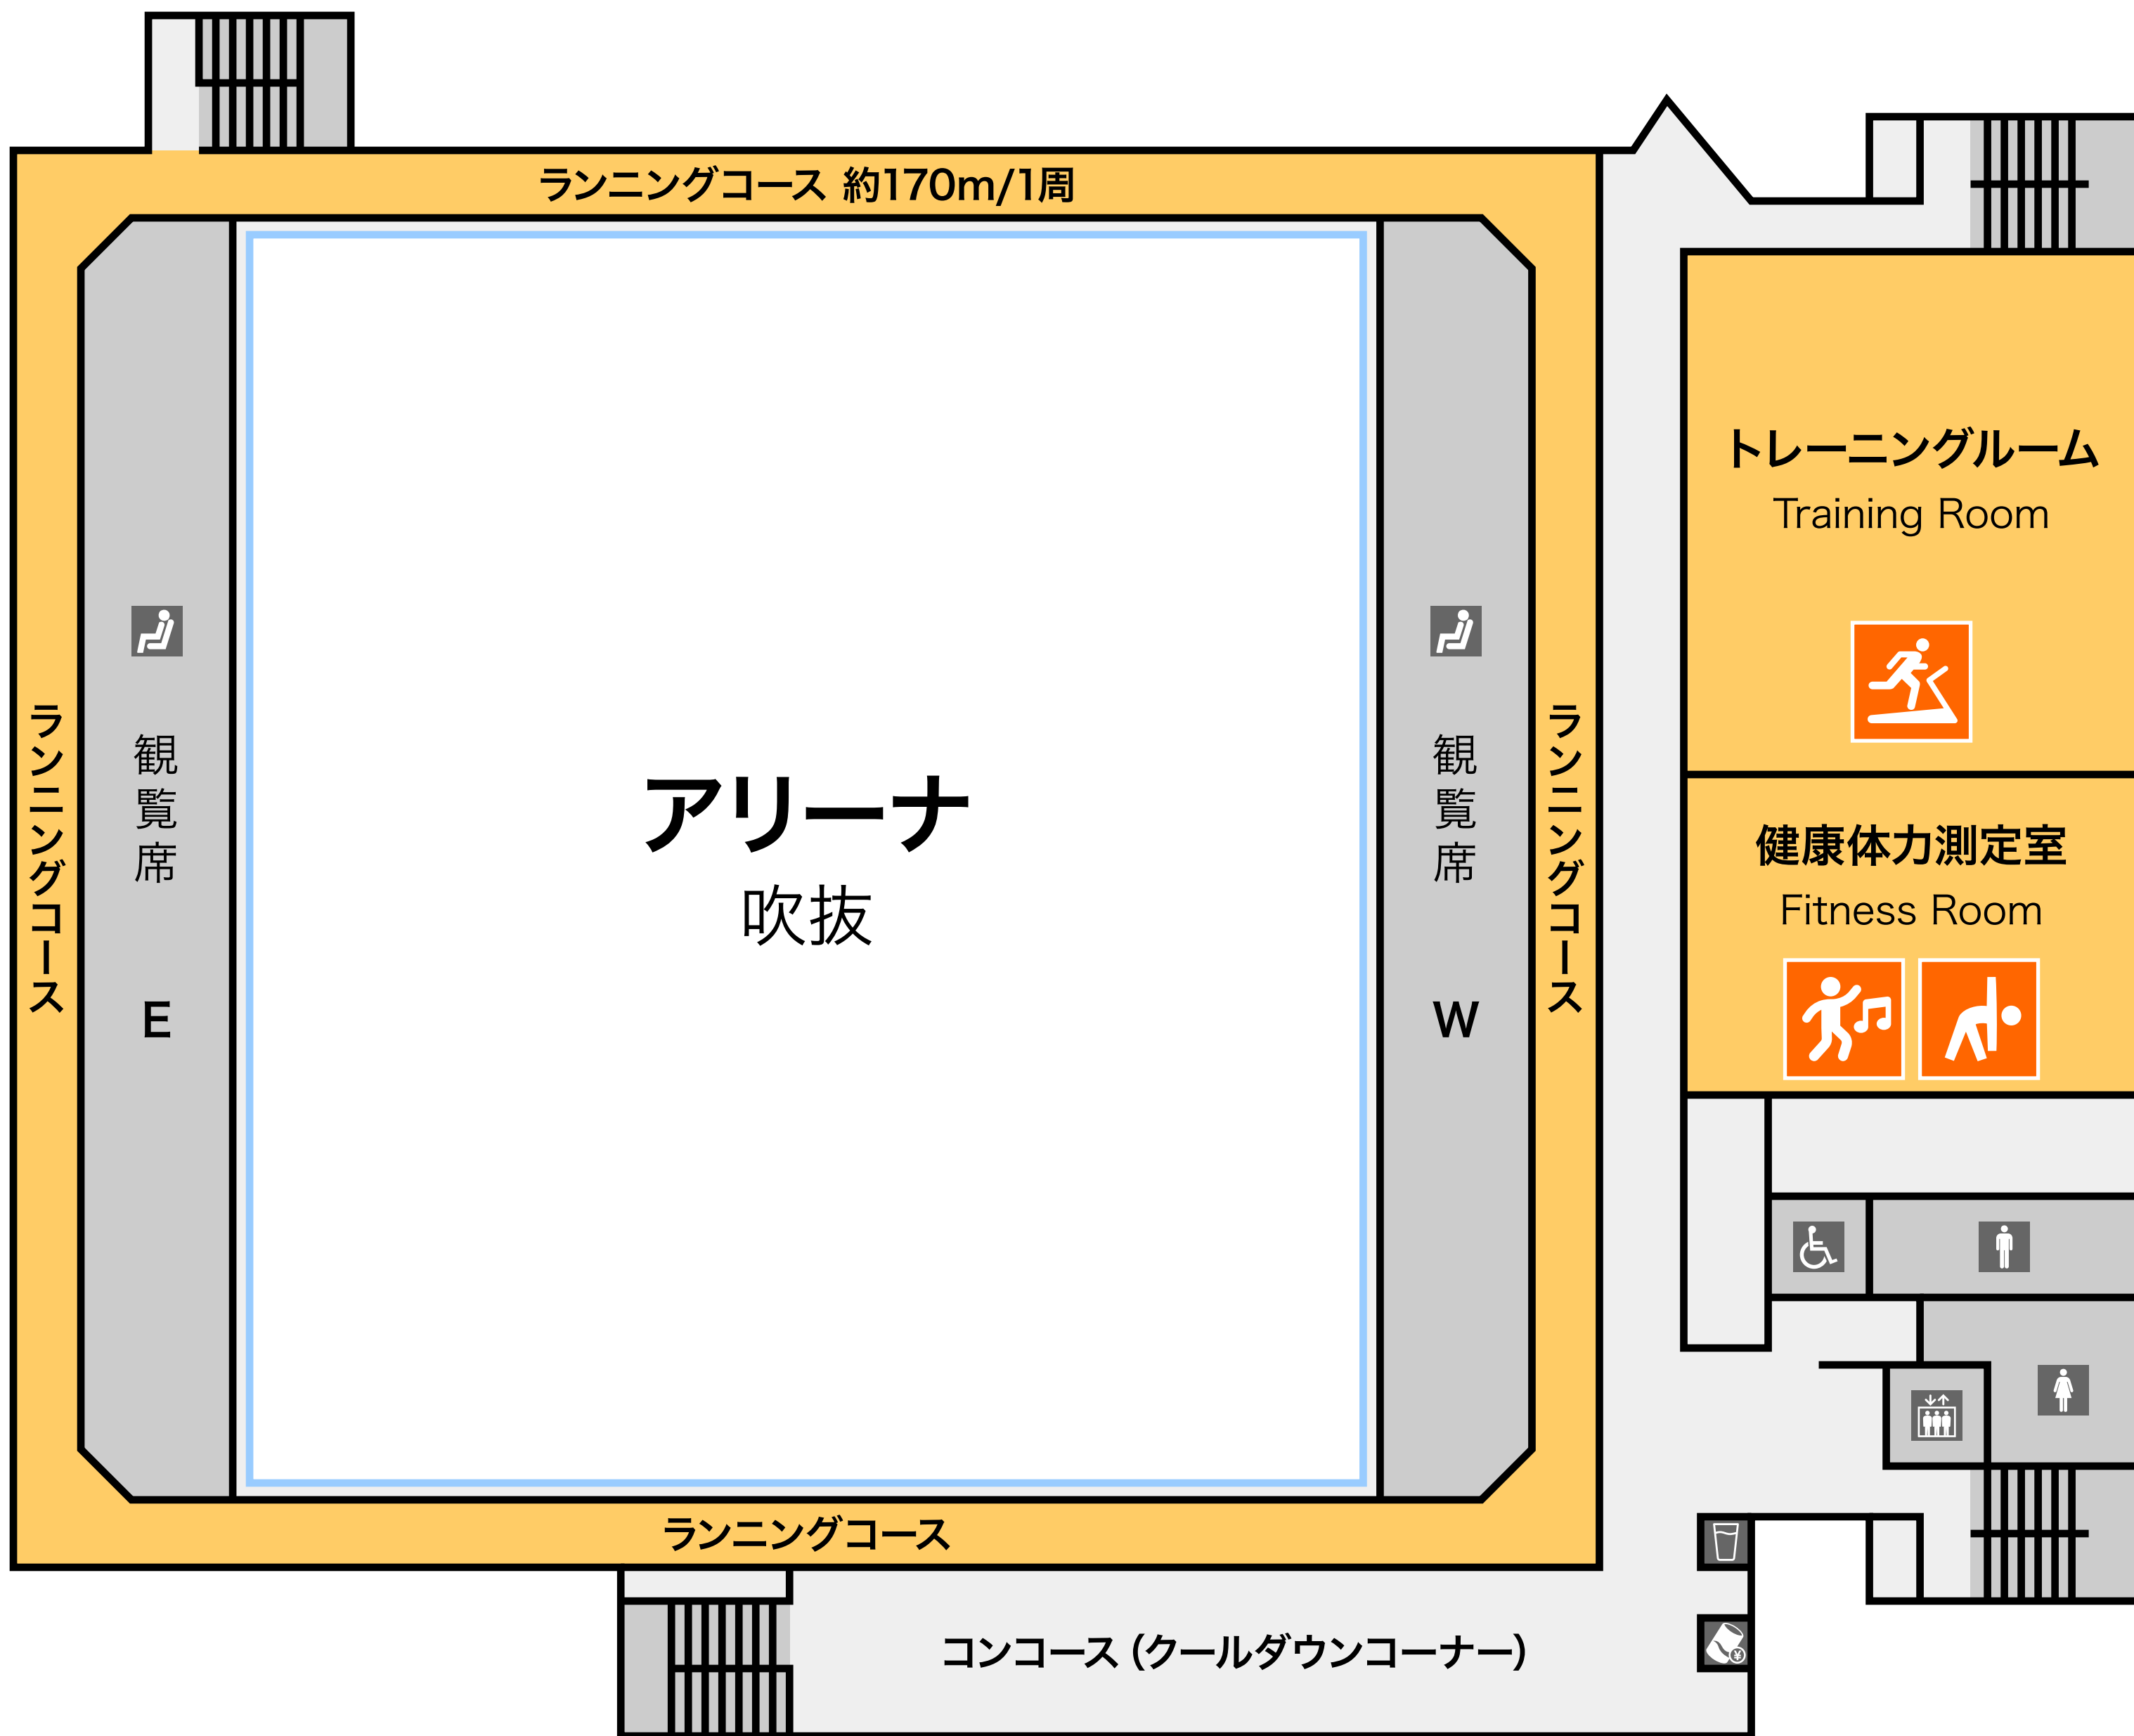 ランニングコース 約170m/1周
トレーニングルーム
Training Room
ランニングコース
観覧席
E
アリーナ
吹抜
観覧席
W
ランニングコース
健康体力測定室
Fitness Room
ランニングコース
コンコース（クールダウンコーナー）
¥